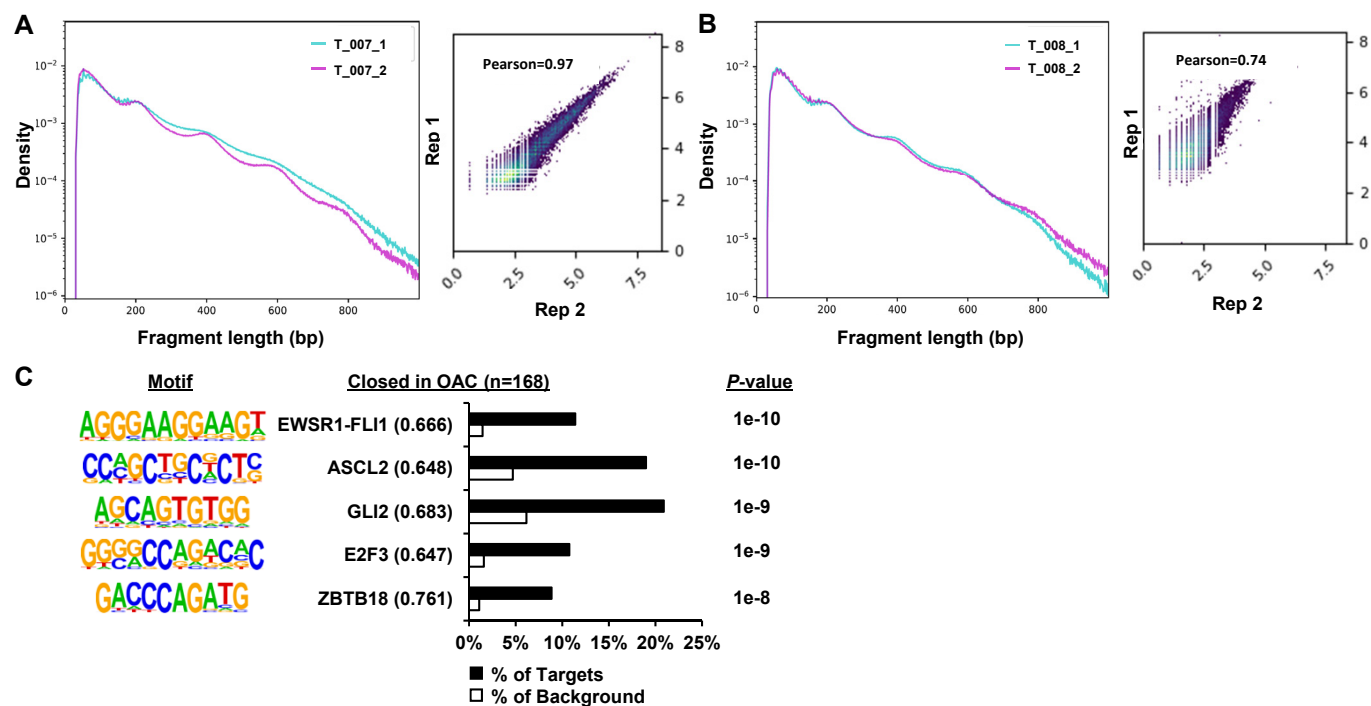 A
T_007_1
T_007_2
10⁻²
10⁻³
10⁻⁴
10⁻⁵
10⁻⁶
Density
0 200 400 600 800
Fragment length (bp)
Pearson=0.97
Rep 1
8
6
4
2
0
0.0 2.5 5.0 7.5
Rep 2
B
T_008_1
T_008_2
10⁻²
10⁻³
10⁻⁴
10⁻⁵
10⁻⁶
Density
0 200 400 600 800
Fragment length (bp)
Pearson=0.74
Rep 1
8
6
4
2
0
0.0 2.5 5.0 7.5
Rep 2
C
Motif Closed in OAC (n=168) P-value
AGGGAAGGAAGT EWSR1-FLI1 (0.666) 1e-10
CCAGCTGCTCTC ASCL2 (0.648) 1e-10
AGCAGTGTGG GLI2 (0.683) 1e-9
GGGGCCAGACAC E2F3 (0.647) 1e-9
GACCCAGATG ZBTB18 (0.761) 1e-8
0% 5% 10% 15% 20% 25%
% of Targets
% of Background